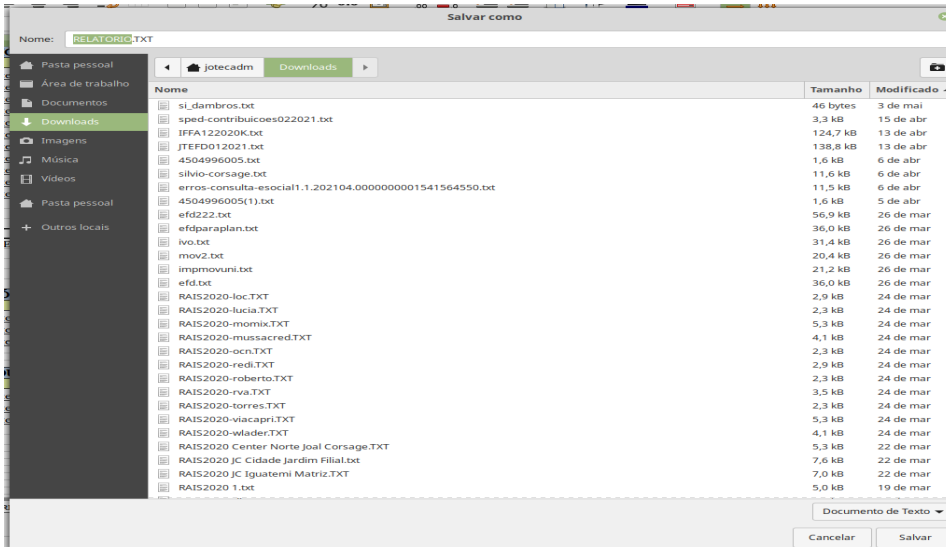 Salvar como
Nome: RELATORIO.TXT
Pasta pessoal
Área de trabalho
Documentos
Downloads
Imagens
Música
Vídeos
Pasta pessoal
Outros locais
jotecadm Downloads
Nome Tamanho Modificado
si_dambros.txt 46 bytes 3 de mai
sped-contribuicoes022021.txt 3,3 kB 15 de abr
IFFA122020K.txt 124,7 kB 13 de abr
JTEFD012021.txt 138,8 kB 13 de abr
4504996005.txt 1,6 kB 6 de abr
silvio-corsage.txt 11,6 kB 6 de abr
erros-consulta-esocial1.1.202104.0000000001541564550.txt 11,5 kB 6 de abr
4504996005(1).txt 1,6 kB 5 de abr
efd222.txt 56,9 kB 26 de mar
efdparaplan.txt 36,0 kB 26 de mar
ivo.txt 31,4 kB 26 de mar
mov2.txt 20,4 kB 26 de mar
impmovuni.txt 21,2 kB 26 de mar
efd.txt 36,0 kB 26 de mar
RAIS2020-loc.TXT 2,9 kB 24 de mar
RAIS2020-lucia.TXT 2,3 kB 24 de mar
RAIS2020-momix.TXT 5,3 kB 24 de mar
RAIS2020-mussacred.TXT 4,1 kB 24 de mar
RAIS2020-ocn.TXT 2,3 kB 24 de mar
RAIS2020-redi.TXT 2,9 kB 24 de mar
RAIS2020-roberto.TXT 2,3 kB 24 de mar
RAIS2020-rva.TXT 3,5 kB 24 de mar
RAIS2020-torres.TXT 2,3 kB 24 de mar
RAIS2020-viacapri.TXT 5,3 kB 24 de mar
RAIS2020-wlader.TXT 4,1 kB 24 de mar
RAIS2020 Center Norte Joal Corsage.TXT 5,3 kB 22 de mar
RAIS2020 JC Cidade Jardim Filial.txt 7,6 kB 22 de mar
RAIS2020 JC Iguatemi Matriz.TXT 7,0 kB 22 de mar
RAIS2020 1.txt 5,0 kB 19 de mar
Documento de Texto
Cancelar Salvar